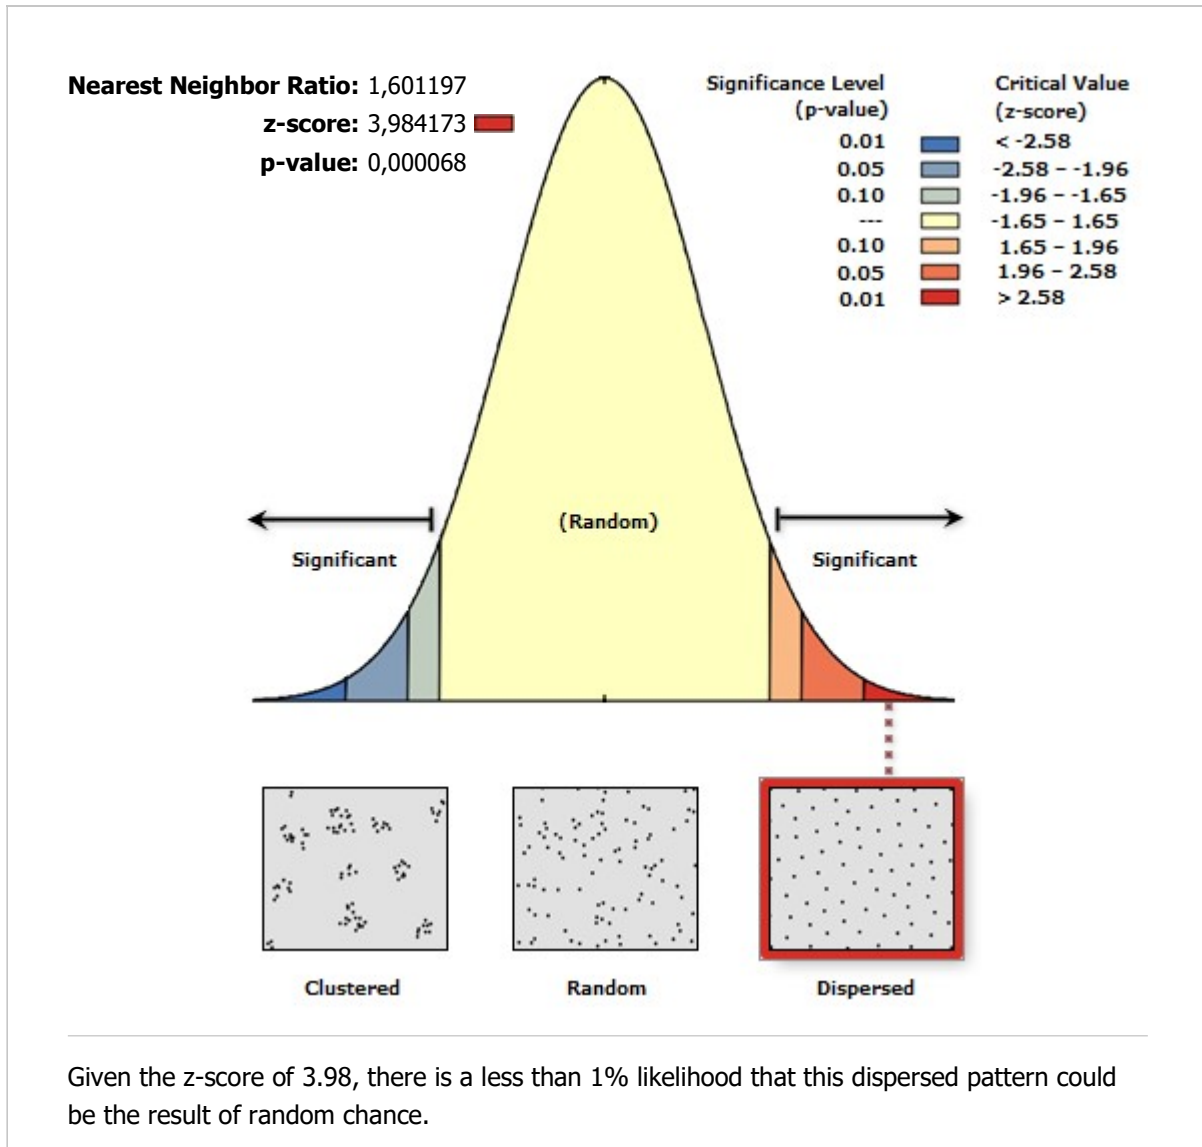 Nearest Neighbor Ratio: 1,601197
z-score: 3,984173
p-value: 0,000068
Significance Level
(p-value)
Critical Value
(z-score)
0.01 < -2.58
0.05 -2.58 – -1.96
0.10 -1.96 – -1.65
--- -1.65 – 1.65
0.10 1.65 – 1.96
0.05 1.96 – 2.58
0.01 > 2.58
(Random)
Significant
Significant
Clustered
Random
Dispersed
Given the z-score of 3.98, there is a less than 1% likelihood that this dispersed pattern could
be the result of random chance.